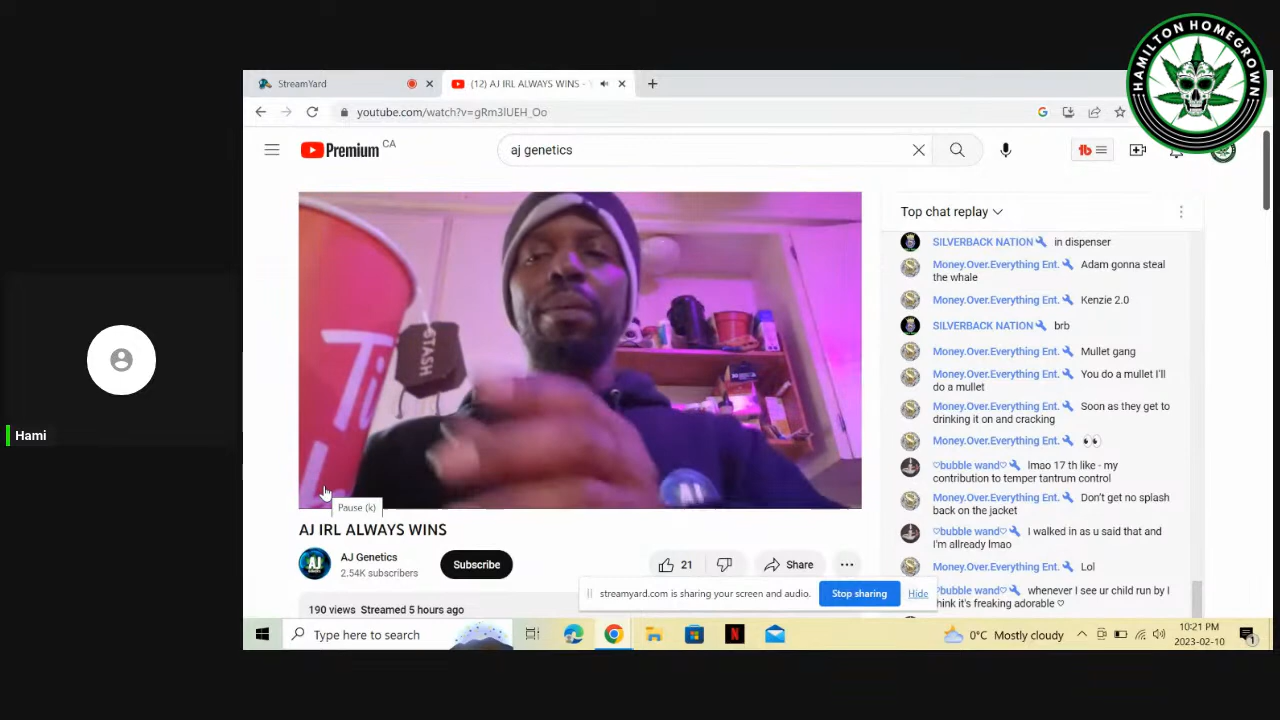 HAMILTON HOMEGROWN
StreamYard
(12) AJ IRL ALWAYS WINS -
youtube.com/watch?v=gRm3lUEH_Oo
Premium CA
aj genetics
Top chat replay
SILVERBACK NATION in dispenser
Money.Over.Everything Ent. Adam gonna steal
the whale
Money.Over.Everything Ent. Kenzie 2.0
SILVERBACK NATION brb
Money.Over.Everything Ent. Mullet gang
Money.Over.Everything Ent. You do a mullet I'll
do a mullet
Money.Over.Everything Ent. Soon as they get to
drinking it on and cracking
Money.Over.Everything Ent. 👀
♡bubble wand♡ lmao 17 th like - my
contribution to temper tantrum control
Money.Over.Everything Ent. Don't get no splash
back on the jacket
♡bubble wand♡ I walked in as u said that and
I'm allready lmao
Money.Over.Everything Ent. Lol
♡bubble wand♡ whenever I see ur child run by I
think it's freaking adorable ♡
STASH
Ti
AJ
Pause (k)
Hami
AJ IRL ALWAYS WINS
AJ Genetics
2.54K subscribers
Subscribe
21
Share
streamyard.com is sharing your screen and audio.
Stop sharing
Hide
190 views Streamed 5 hours ago
Type here to search
0°C Mostly cloudy
10:21 PM
2023-02-10
1